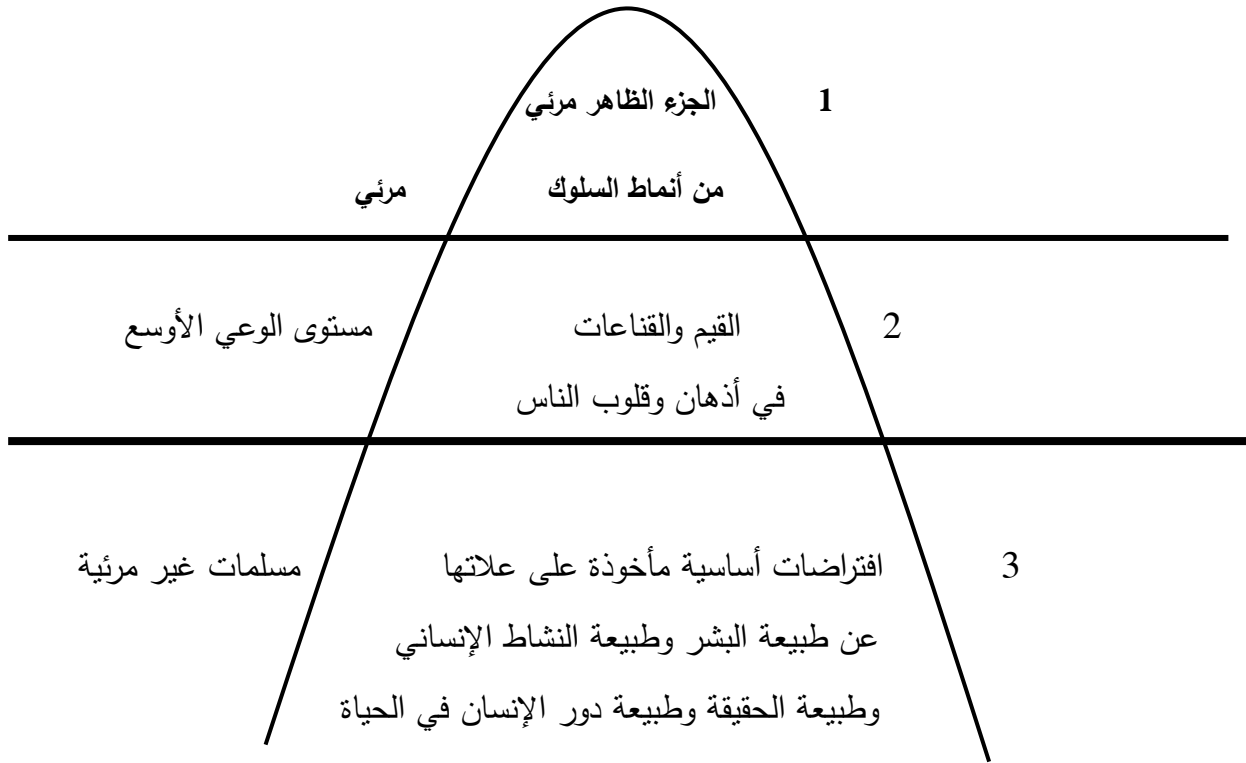 1 الجزء الظاهر مرئي
من أنماط السلوك مرئي
2 القيم والقناعات مستوى الوعي الأوسع
في أذهان وقلوب الناس
3 افتراضات أساسية مأخوذة على علاتها مسلمات غير مرئية
عن طبيعة البشر وطبيعة النشاط الإنساني
وطبيعة الحقيقة وطبيعة دور الإنسان في الحياة